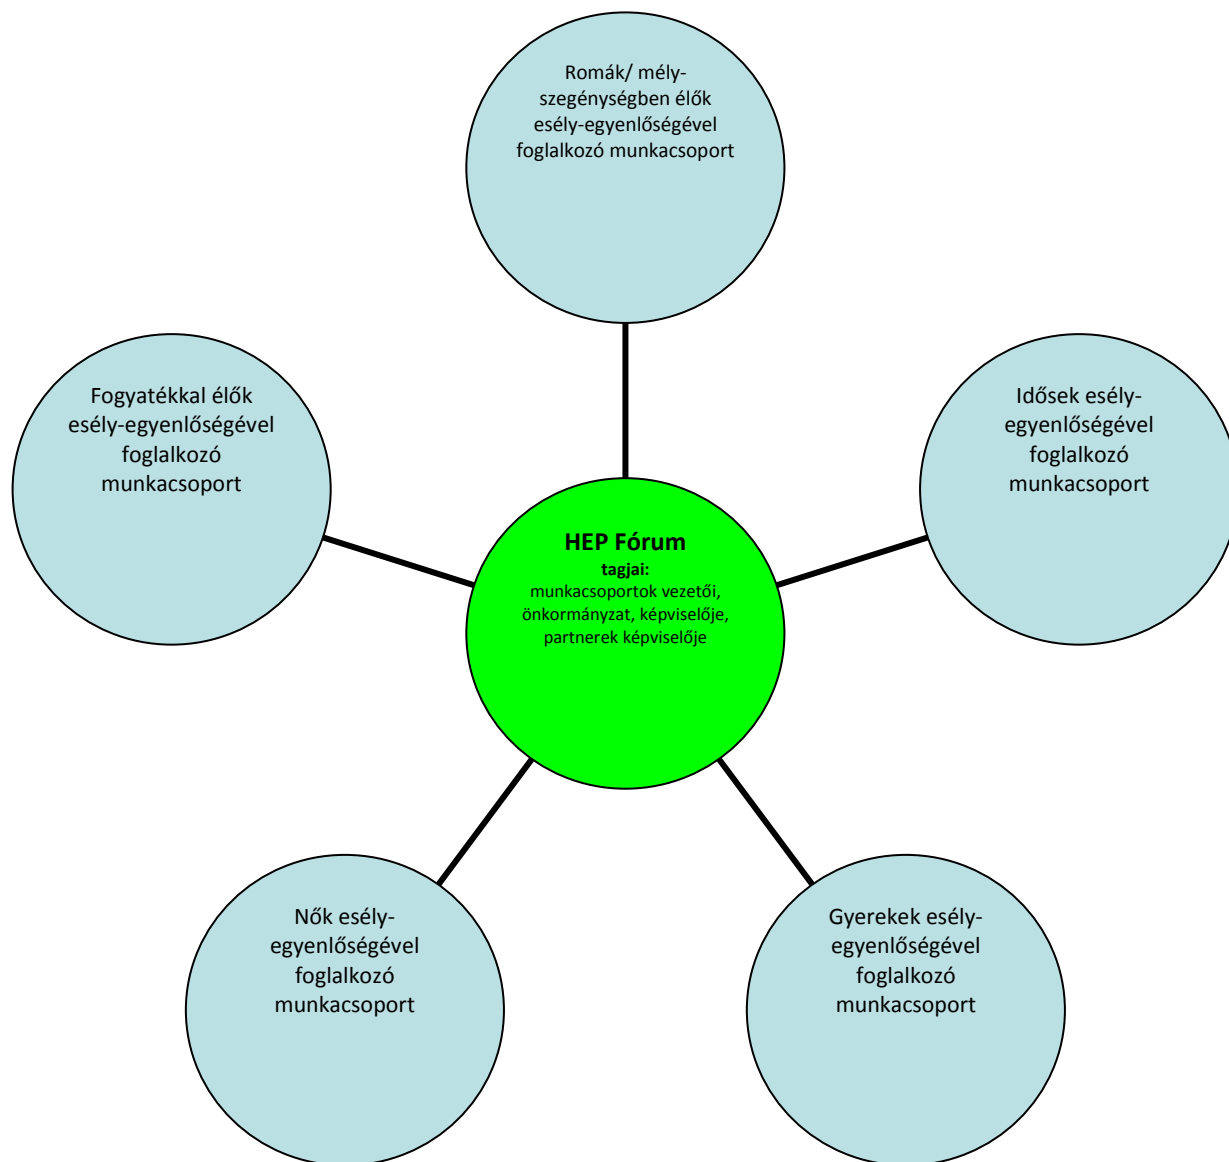 Romák/ mély-
szegénységben élők
esély-egyenlőségével
foglalkozó munkacsoport
Fogyatékkal élők
esély-egyenlőségével
foglalkozó
munkacsoport
Idősek esély-
egyenlőségével
foglalkozó
munkacsoport
HEP Fórum
tagjai:
munkacsoportok vezetői,
önkormányzat, képviselője,
partnerek képviselője
Nők esély-
egyenlőségével
foglalkozó
munkacsoport
Gyerekek esély-
egyenlőségével
foglalkozó
munkacsoport